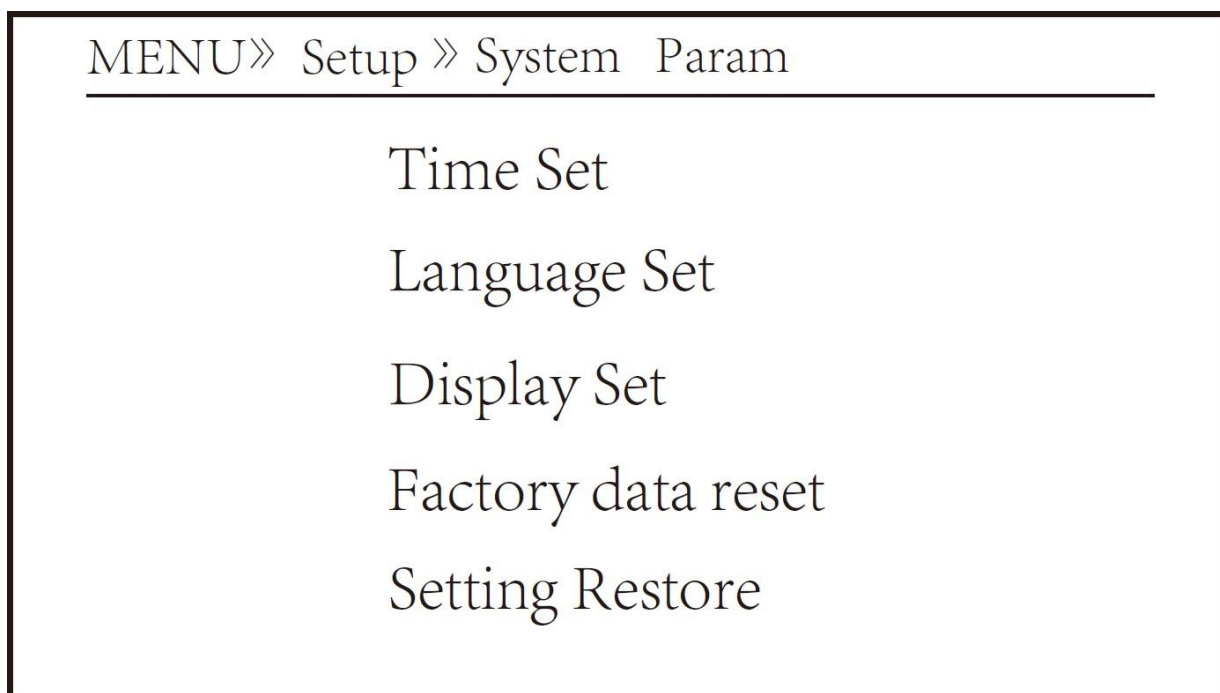 MENU» Setup » System Param
Time Set
Language Set
Display Set
Factory data reset
Setting Restore